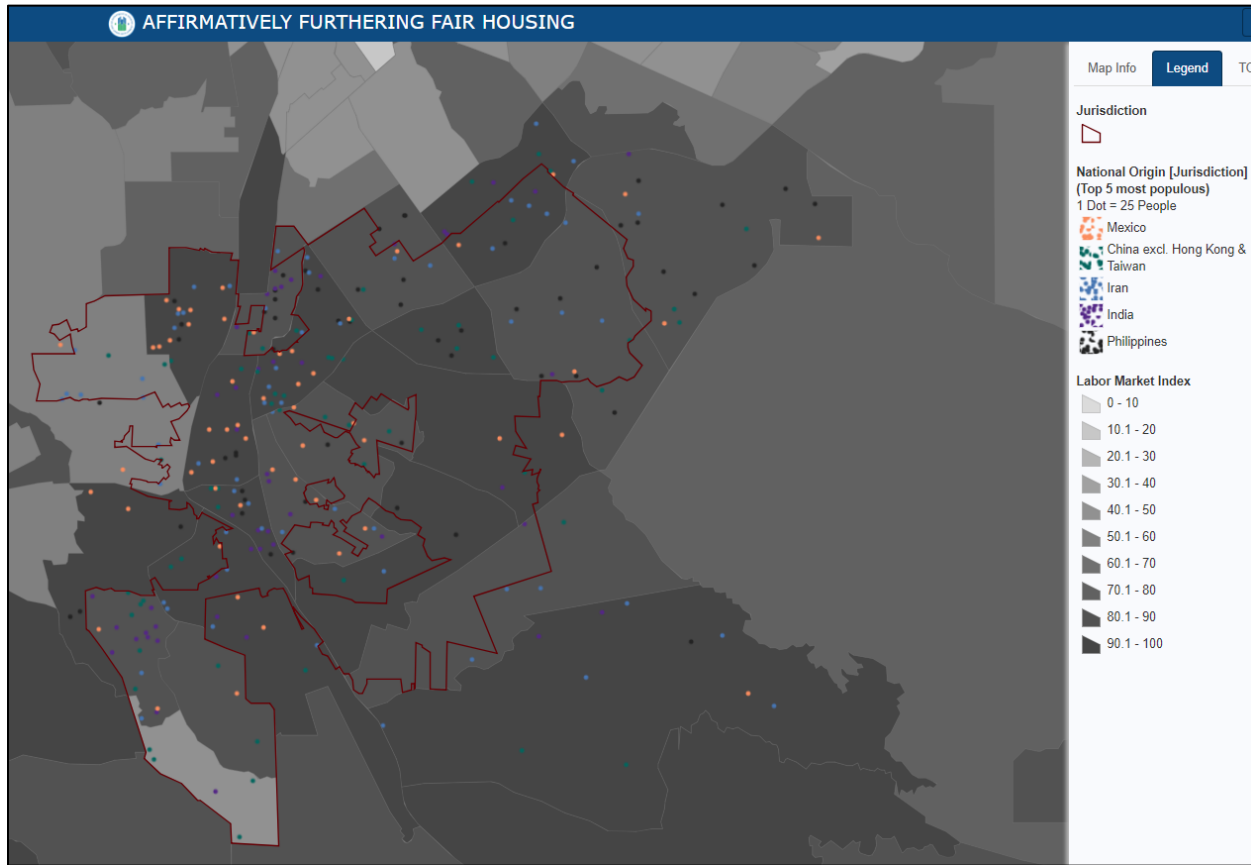 AFFIRMATIVELY FURTHERING FAIR HOUSING
Map Info
Legend
Jurisdiction
National Origin [Jurisdiction]
(Top 5 most populous)
1 Dot = 25 People
Mexico
China excl. Hong Kong &
Taiwan
Iran
India
Philippines
Labor Market Index
0 - 10
10.1 - 20
20.1 - 30
30.1 - 40
40.1 - 50
50.1 - 60
60.1 - 70
70.1 - 80
80.1 - 90
90.1 - 100